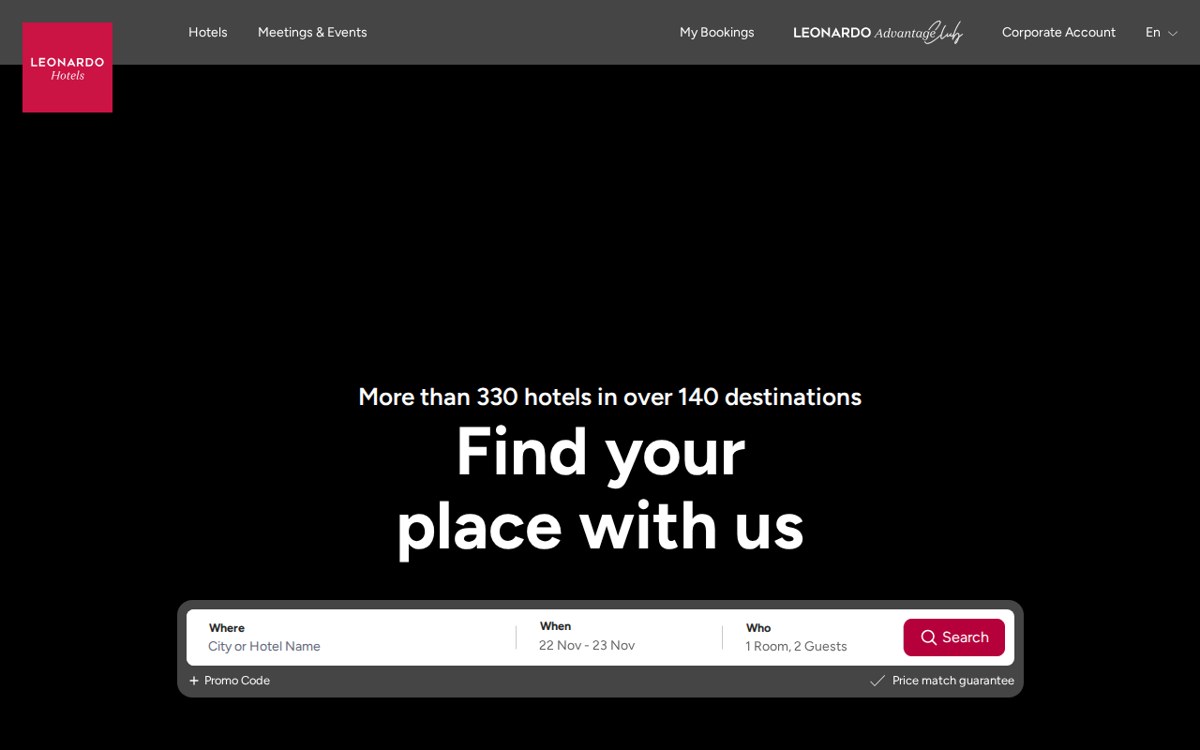 Hotels
Meetings & Events
My Bookings
LEONARDO Advantage Club
Corporate Account
En
LEONARDO
Hotels
More than 330 hotels in over 140 destinations
Find your
place with us
Where
City or Hotel Name
When
22 Nov - 23 Nov
Who
1 Room, 2 Guests
Search
+ Promo Code
Price match guarantee